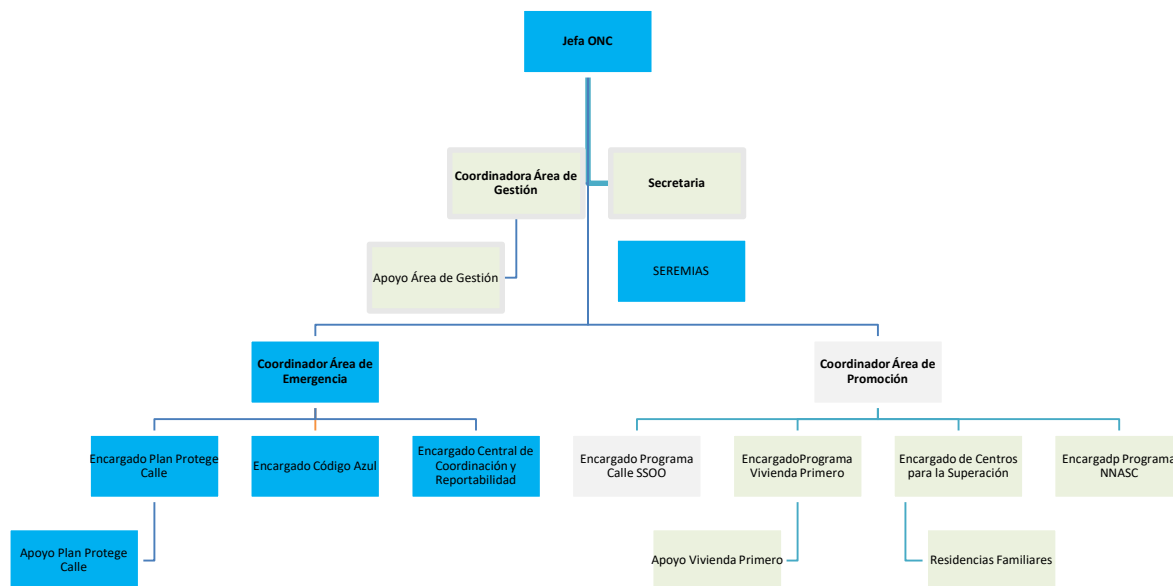 Jefa ONC
Coordinadora Área de
Gestión
Secretaria
Apoyo Área de Gestión
SEREMIAS
Coordinador Área de
Emergencia
Coordinador Área de
Promoción
Encargado Plan Protege
Calle
Encargado Código Azul
Encargado Central de
Coordinación y
Reportabilidad
Encargado Programa
Calle SSOO
EncargadoPrograma
Vivienda Primero
Encargado de Centros
para la Superación
Encargadp Programa
NNASC
Apoyo Plan Protege
Calle
Apoyo Vivienda Primero
Residencias Familiares